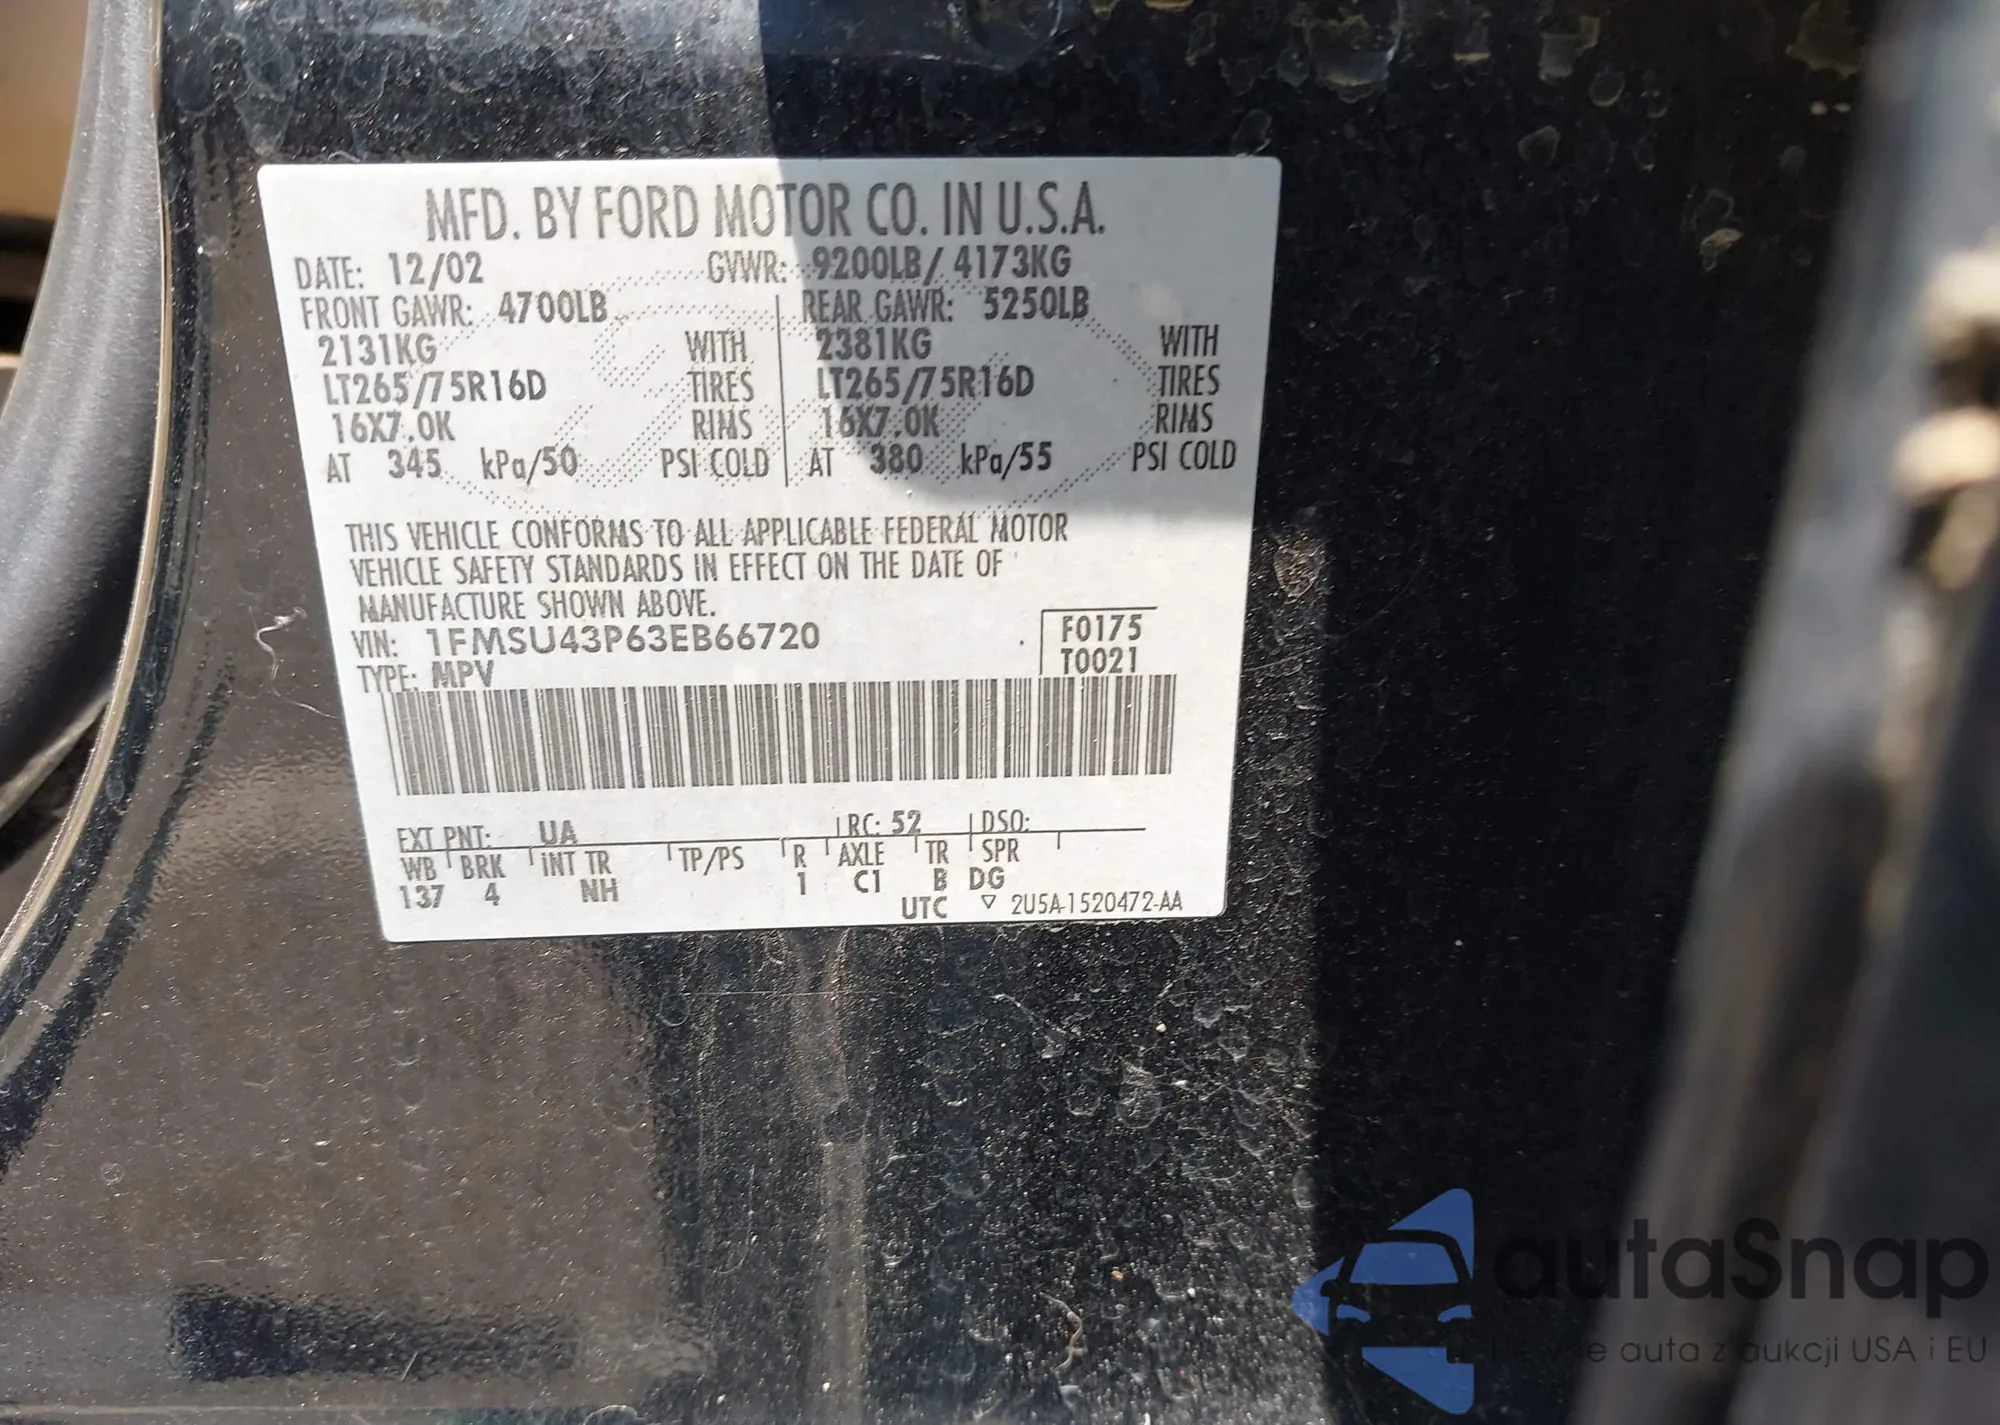 MFD. BY FORD MOTOR CO. IN U.S.A.
DATE: 12/02 GVWR: 9200LB/ 4173KG
FRONT GAWR: 4700LB REAR GAWR: 5250LB
2131KG WITH 2381KG WITH
LT265/75R16D TIRES LT265/75R16D TIRES
16X7.0K RIMS 16X7.0K RIMS
AT 345 kPa/50 PSI COLD AT 380 kPa/55 PSI COLD
THIS VEHICLE CONFORMS TO ALL APPLICABLE FEDERAL MOTOR
VEHICLE SAFETY STANDARDS IN EFFECT ON THE DATE OF
MANUFACTURE SHOWN ABOVE.
VIN: 1FMSU43P63EB66720 F0175
TYPE: MPV T0021
EXT PNT: UA RC: 52 DSO:
WB BRK INT TR TP/PS R AXLE TR SPR
137 4 NH 1 C1 B DG
UTC ▽ 2U5A-1520472-AA
autaSnap
Pewne auta z aukcji USA i EU